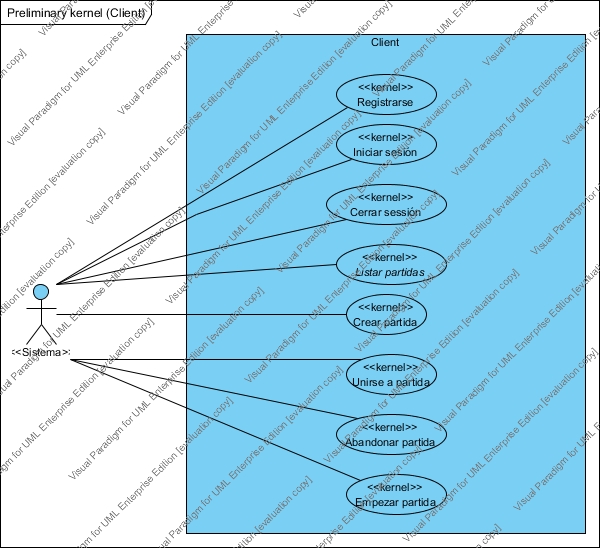 Preliminary kernel (Client)
Client
<<kernel>>
Registrarse
<<kernel>>
Iniciar sesión
<<kernel>>
Cerrar sessión
<<kernel>>
Listar partidas
<<kernel>>
Crear partida
<<Sistema>>
<<kernel>>
Unirse a partida
<<kernel>>
Abandonar partida
<<kernel>>
Empezar partida
Visual Paradigm for UML Enterprise Edition [evaluation copy]